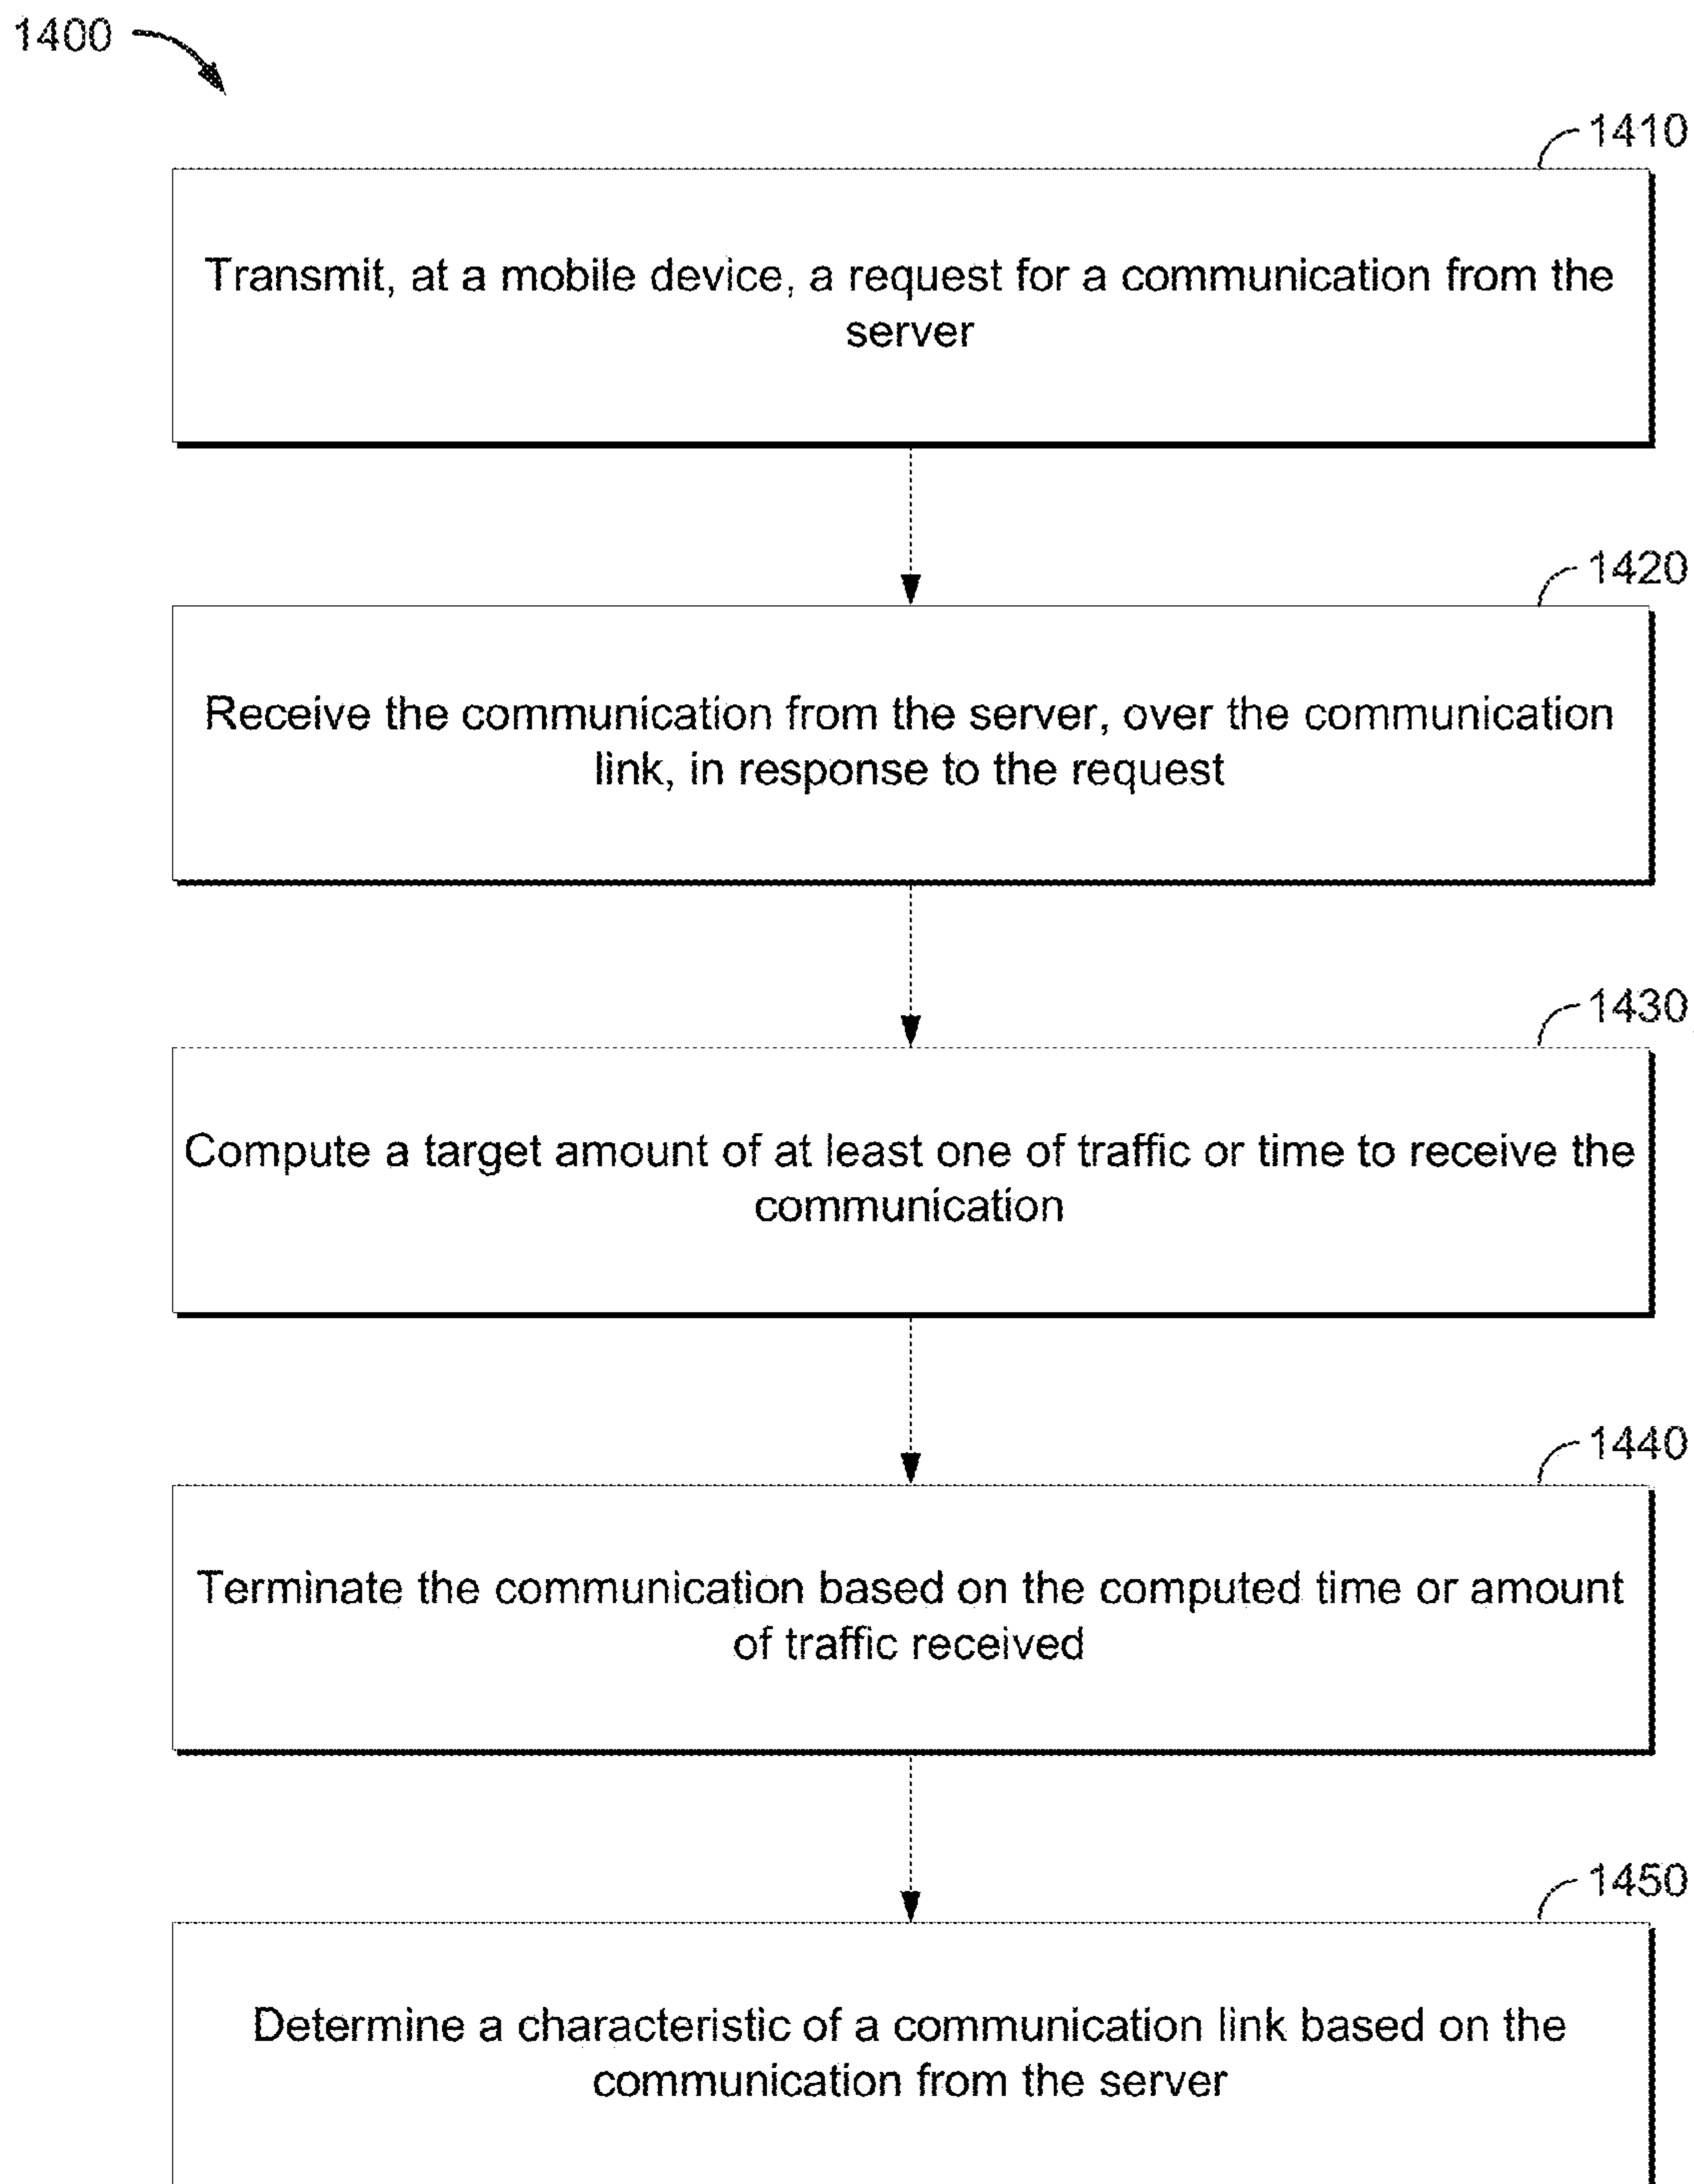 1400
1410
Transmit, at a mobile device, a request for a communication from the
server
1420
Receive the communication from the server, over the communication
link, in response to the request
1430
Compute a target amount of at least one of traffic or time to receive the
communication
1440
Terminate the communication based on the computed time or amount
of traffic received
1450
Determine a characteristic of a communication link based on the
communication from the server